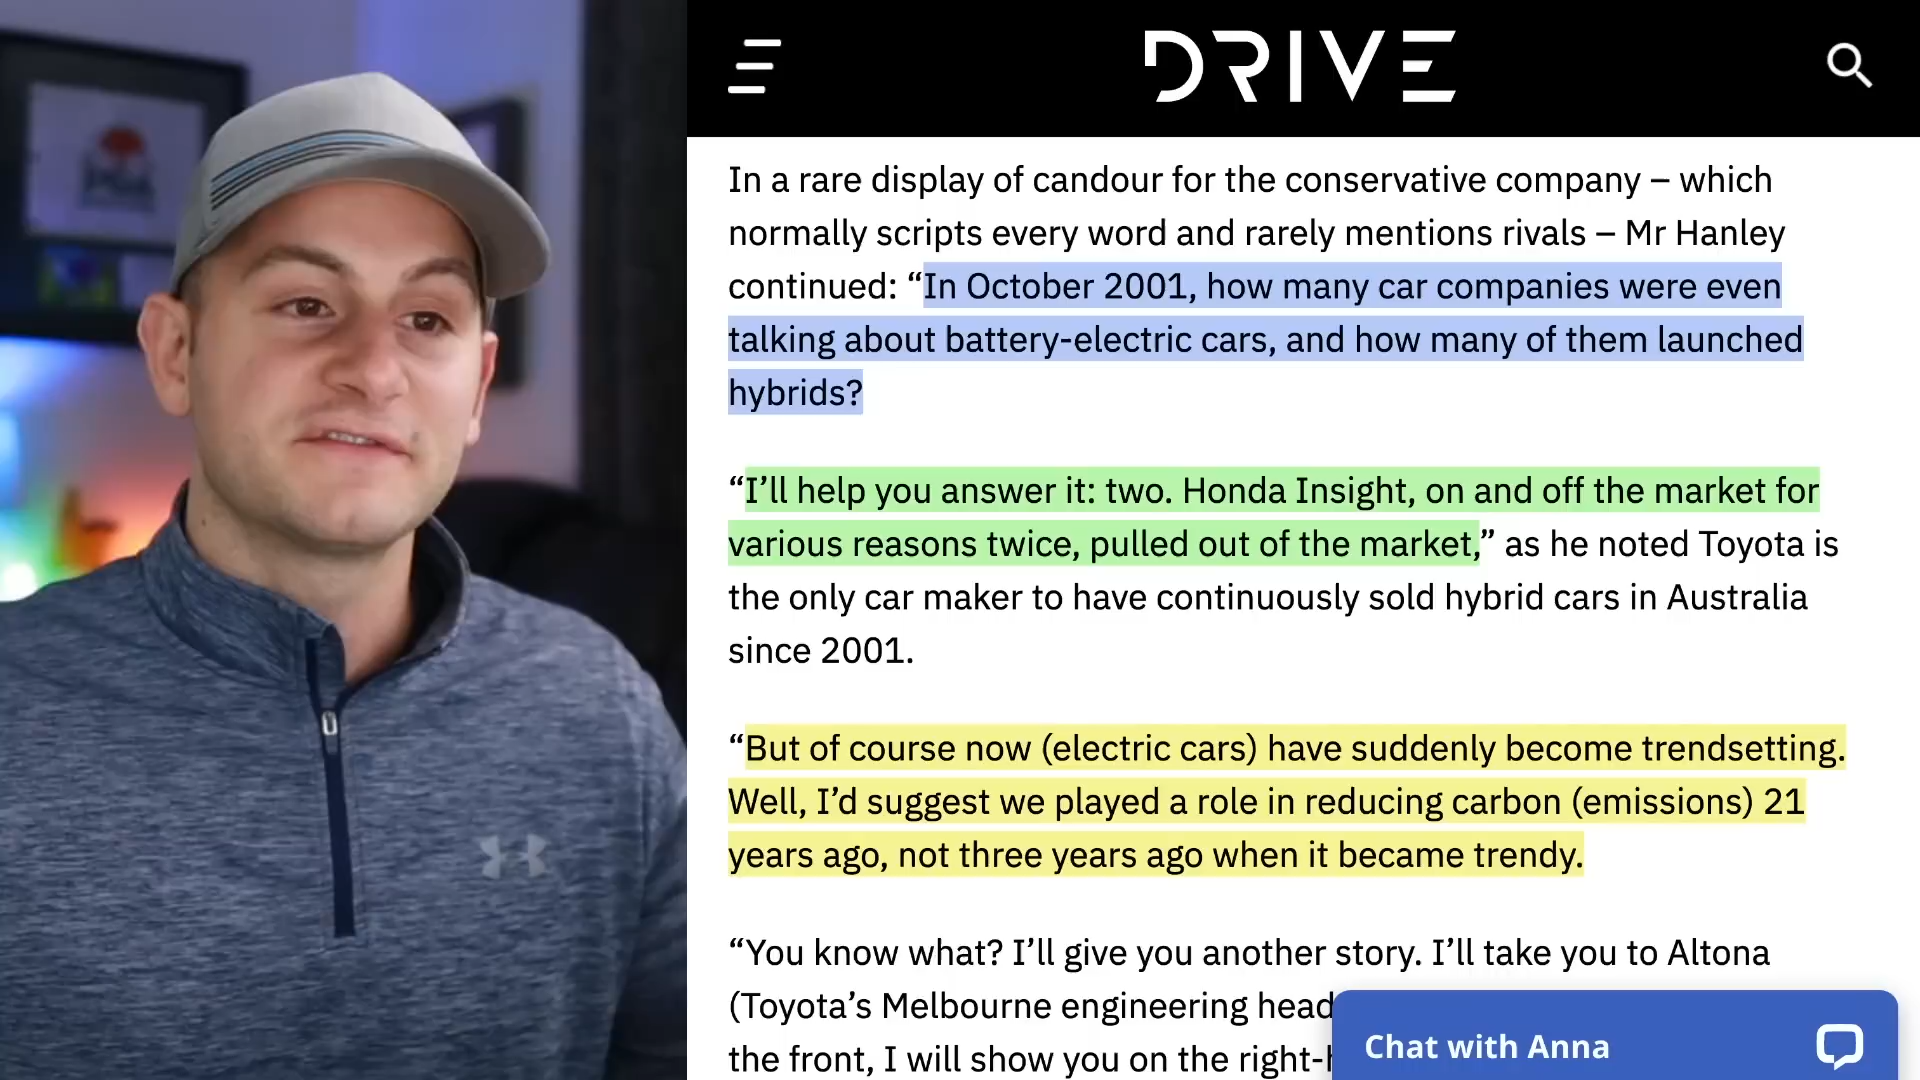 DRIVE
In a rare display of candour for the conservative company – which
normally scripts every word and rarely mentions rivals – Mr Hanley
continued: “In October 2001, how many car companies were even
talking about battery-electric cars, and how many of them launched
hybrids?
“I’ll help you answer it: two. Honda Insight, on and off the market for
various reasons twice, pulled out of the market,” as he noted Toyota is
the only car maker to have continuously sold hybrid cars in Australia
since 2001.
“But of course now (electric cars) have suddenly become trendsetting.
Well, I’d suggest we played a role in reducing carbon (emissions) 21
years ago, not three years ago when it became trendy.
“You know what? I’ll give you another story. I’ll take you to Altona
(Toyota’s Melbourne engineering head
the front, I will show you on the right-
Chat with Anna